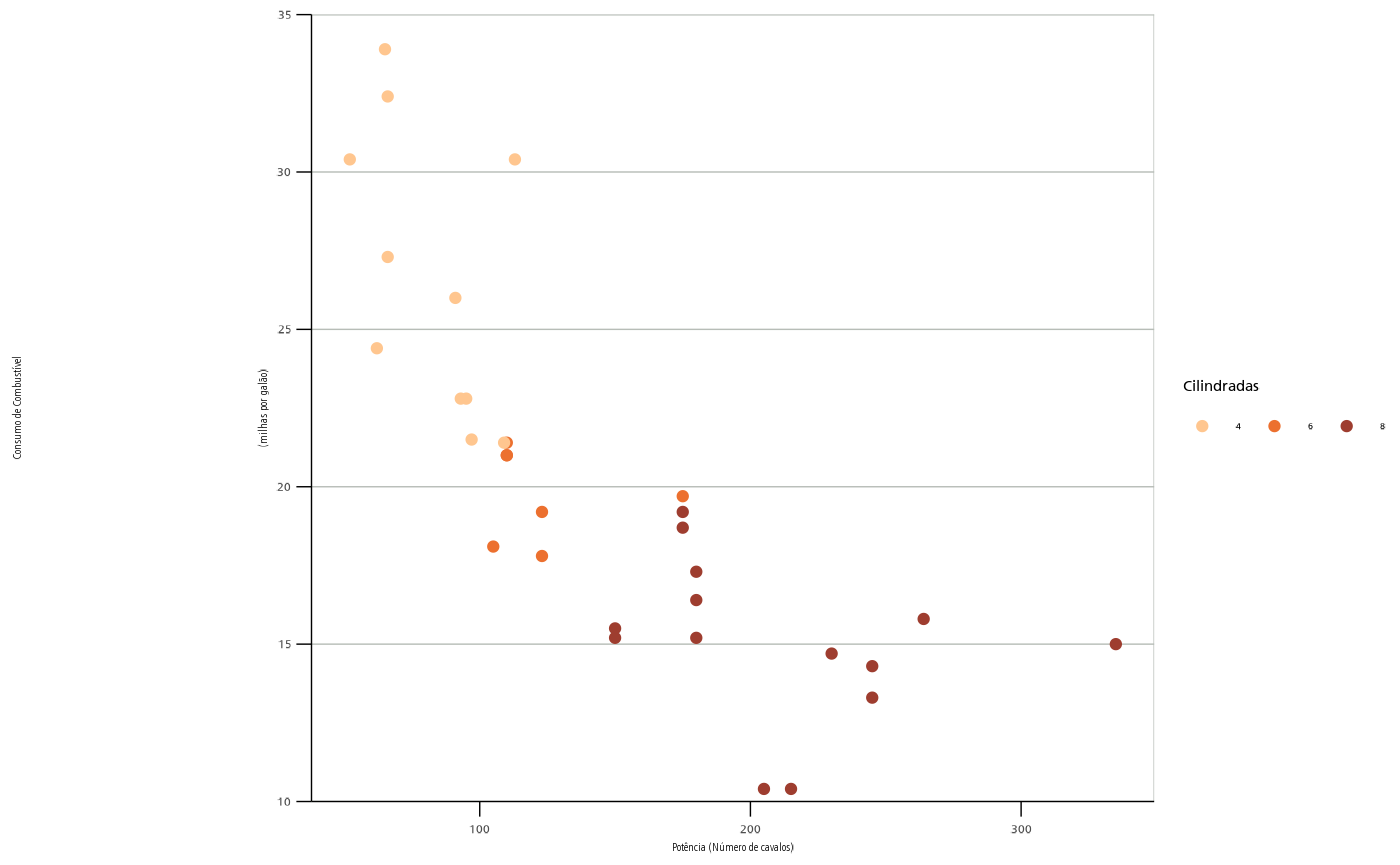 Consumo de Combustível
(milhas por galão)
35
30
25
20
15
10
100 200 300
Potência (Número de cavalos)
Cilindradas
4 6 8